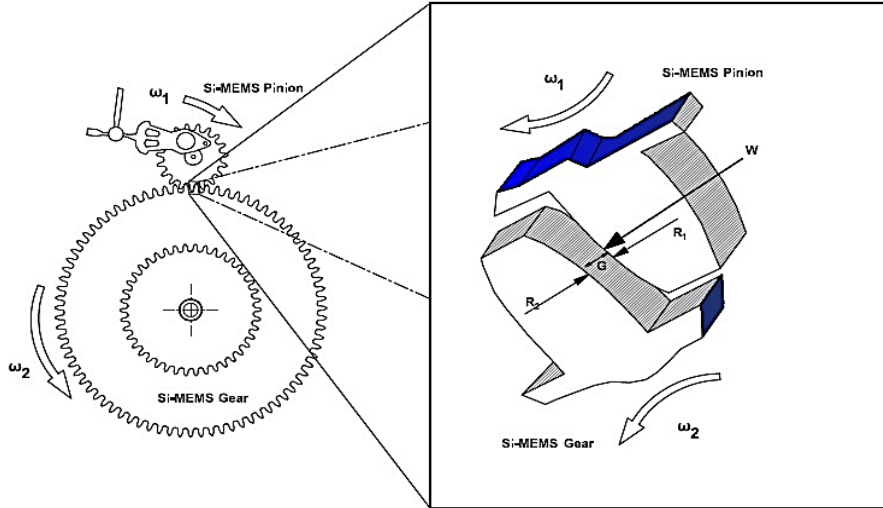 ω1
Si-MEMS Pinion
ω2
Si-MEMS Gear
ω1
Si-MEMS Pinion
W
R1
G
R2
ω2
Si-MEMS Gear